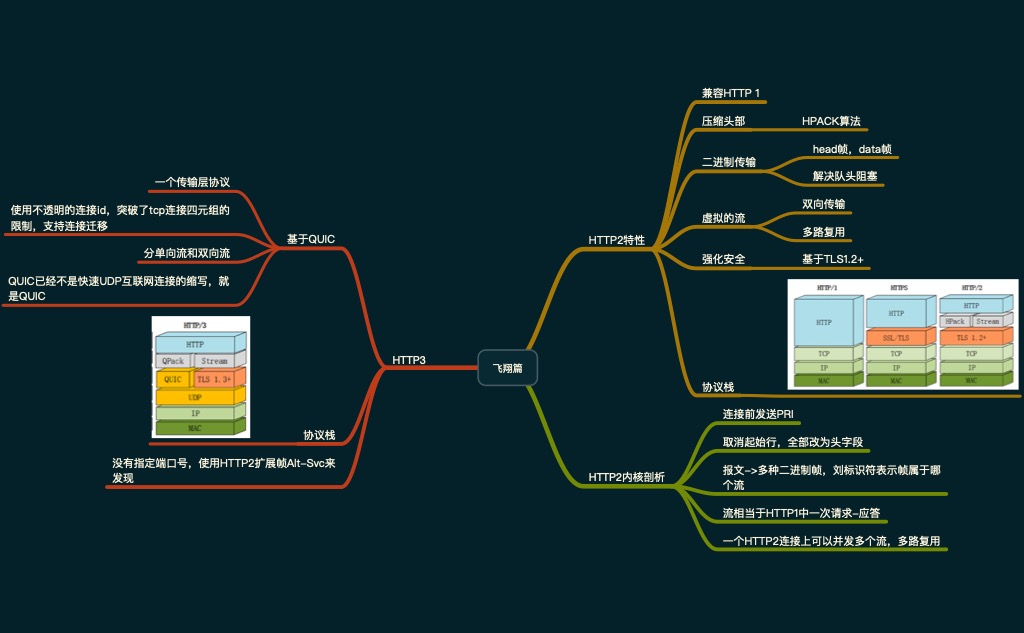 飞翔篇
HTTP2特性
兼容HTTP 1
压缩头部
HPACK算法
二进制传输
head帧，data帧
解决队头阻塞
虚拟的流
双向传输
多路复用
强化安全
基于TLS1.2+
协议栈
HTTP/1
HTTP
TCP
IP
MAC
HTTPS
HTTP
SSL/TLS
TCP
IP
MAC
HTTP/2
HTTP
HPack
Stream
TLS 1.2+
TCP
IP
MAC
HTTP2内核剖析
连接前发送PRI
取消起始行，全部改为头字段
报文->多种二进制帧，刘标识符表示帧属于哪
个流
流相当于HTTP1中一次请求-应答
一个HTTP2连接上可以并发多个流，多路复用
HTTP3
基于QUIC
一个传输层协议
使用不透明的连接id，突破了tcp连接四元组的
限制，支持连接迁移
分单向流和双向流
QUIC已经不是快速UDP互联网连接的缩写，就
是QUIC
协议栈
HTTP/3
HTTP
QPack
Stream
QUIC
TLS 1.3+
UDP
IP
MAC
没有指定端口号，使用HTTP2扩展帧Alt-Svc来
发现